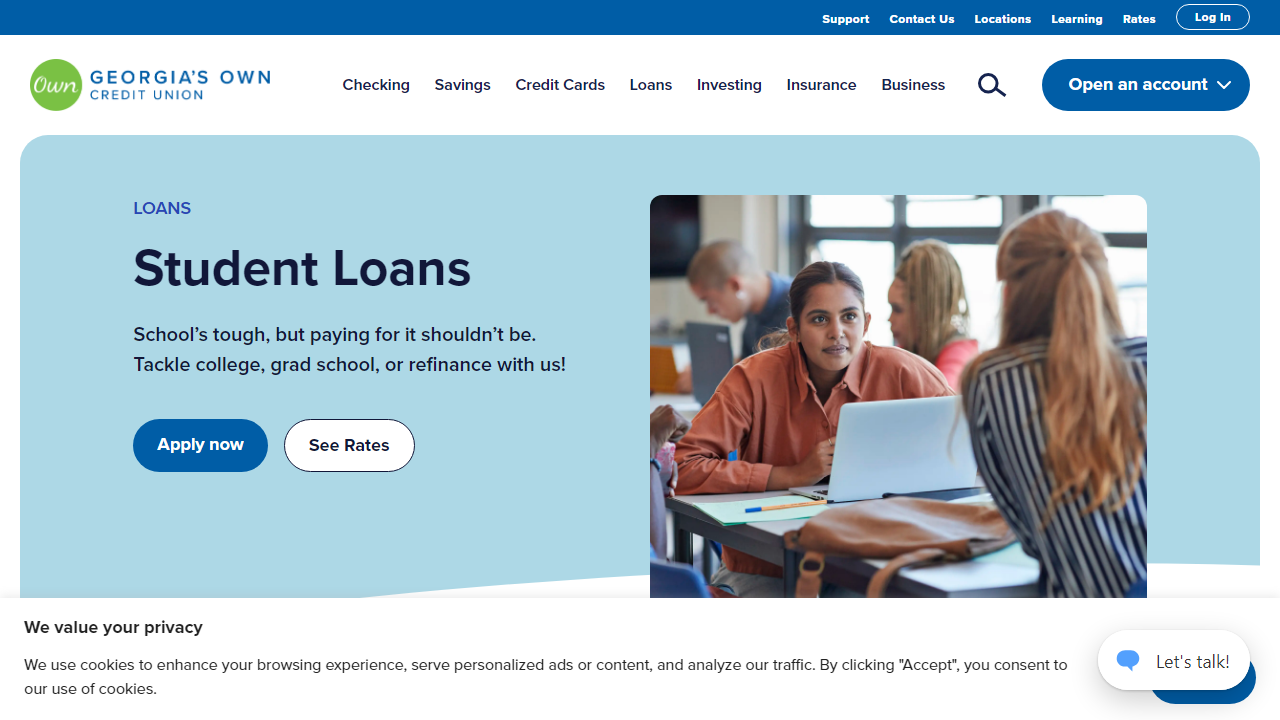 Support Contact Us Locations Learning Rates Log In
Own GEORGIA'S OWN
CREDIT UNION
Checking Savings Credit Cards Loans Investing Insurance Business Open an account
LOANS
Student Loans
School’s tough, but paying for it shouldn’t be.
Tackle college, grad school, or refinance with us!
Apply now See Rates
We value your privacy
We use cookies to enhance your browsing experience, serve personalized ads or content, and analyze our traffic. By clicking "Accept", you consent to
our use of cookies.
Let's talk!